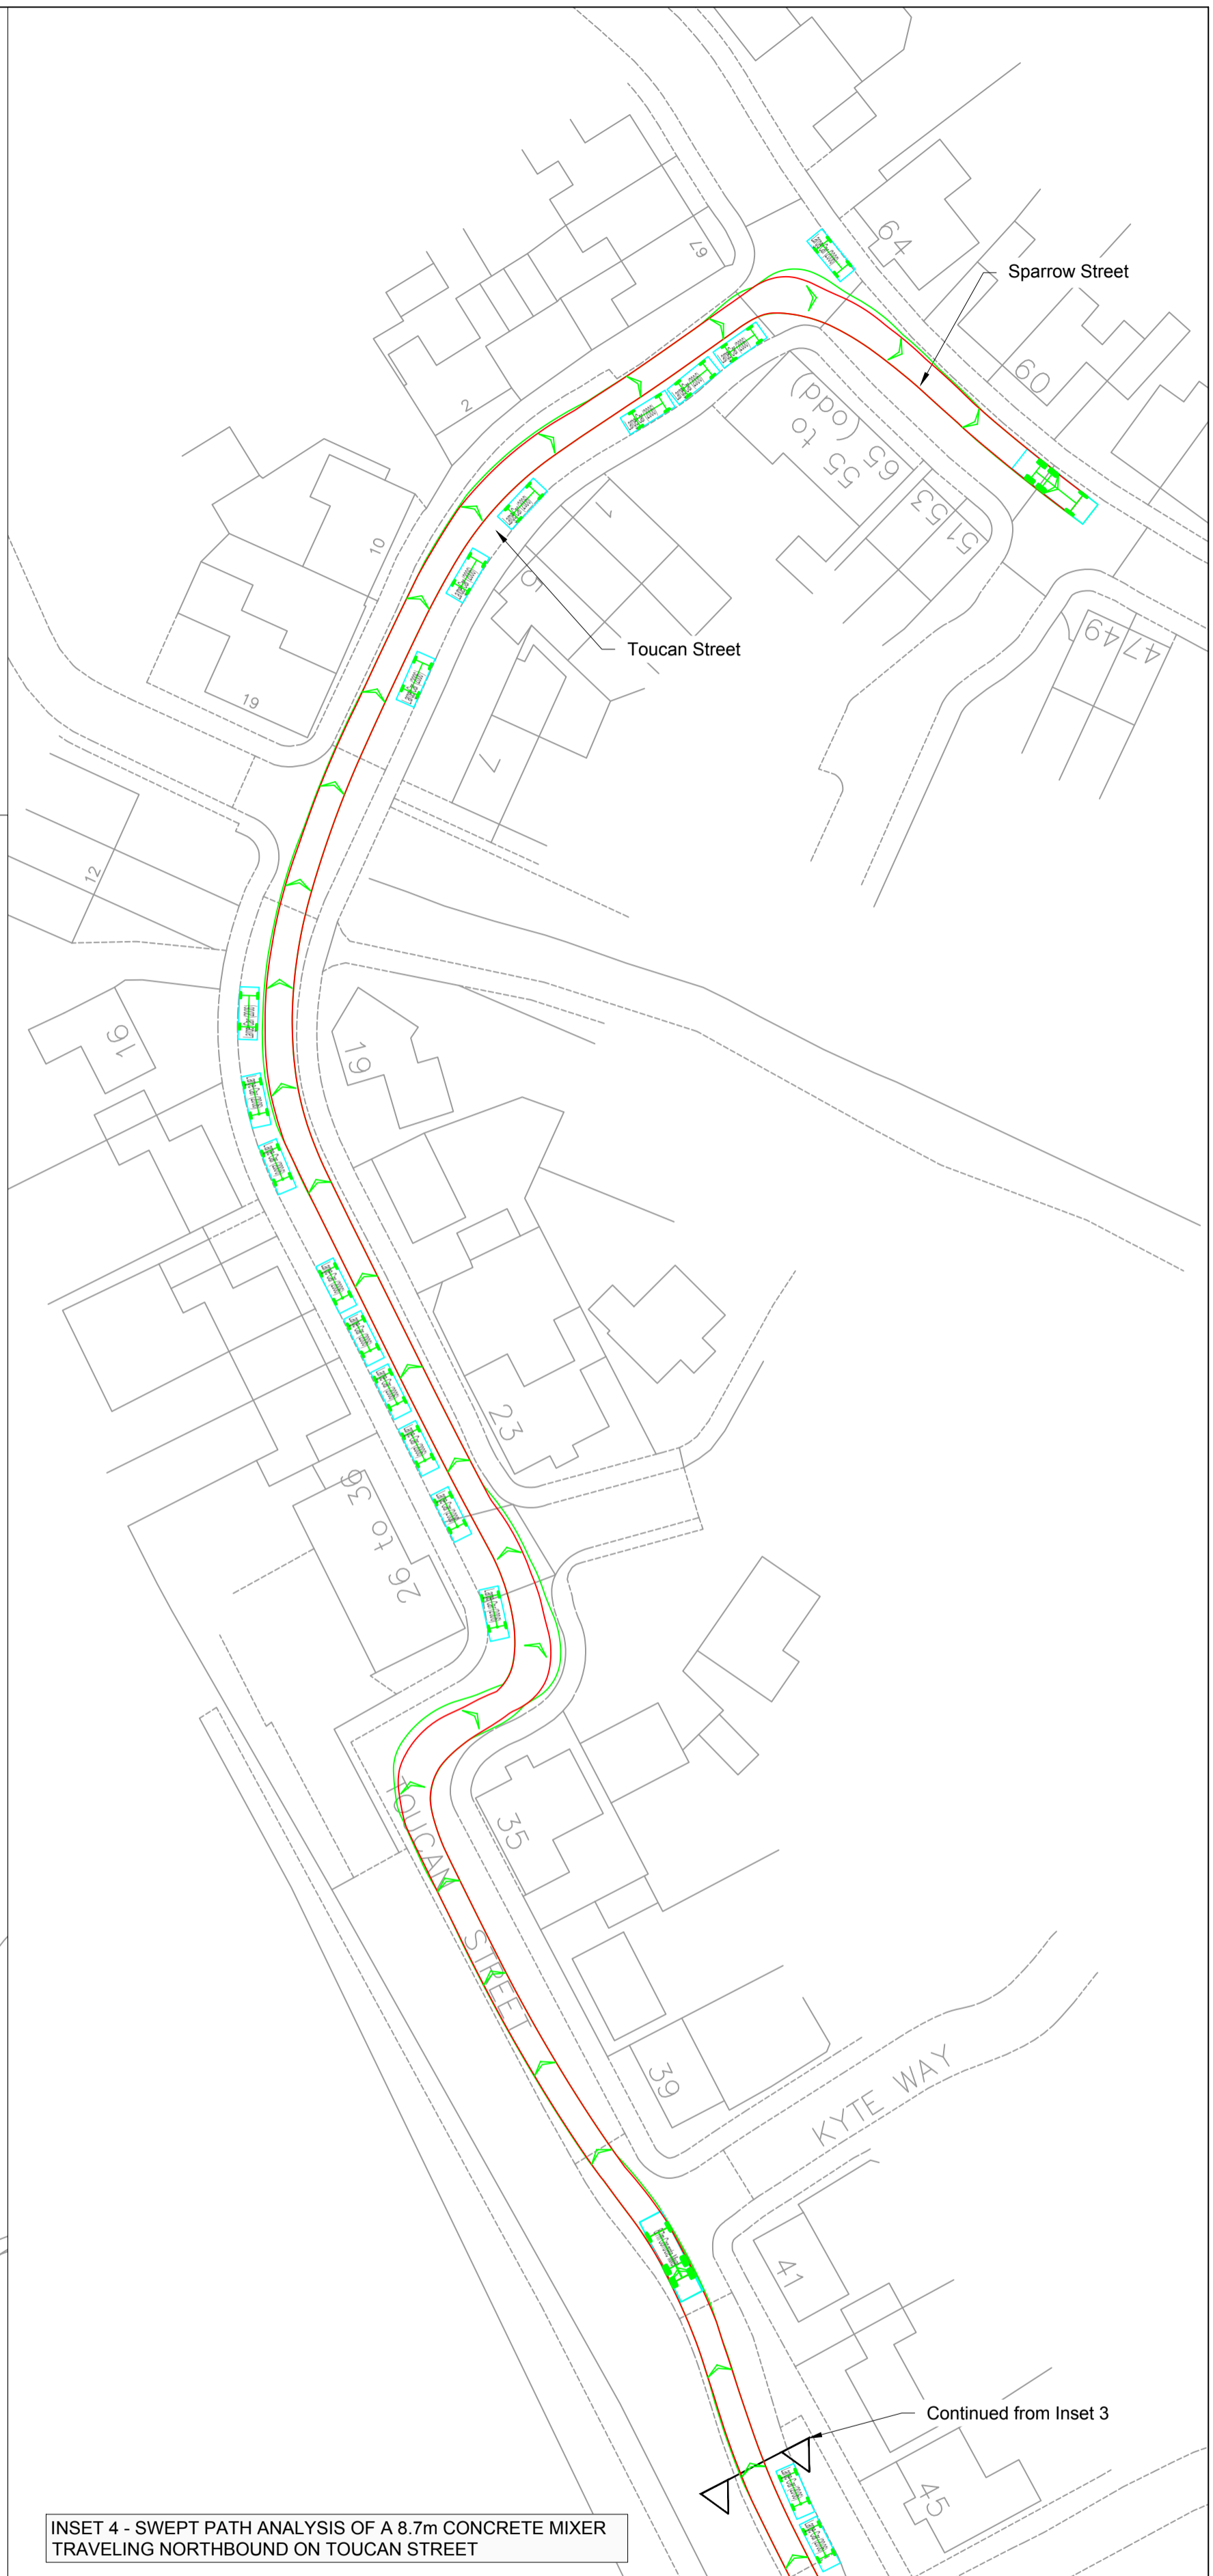 64
Sparrow Street
67
60
2
55 to
65 (odd)
53
51
10
1
49
47
Toucan Street
19
7
12
16
19
23
26 to 36
35
TOUCAN STREET
39
KYTE WAY
41
Continued from Inset 3
45
INSET 4 - SWEPT PATH ANALYSIS OF A 8.7m CONCRETE MIXER
TRAVELING NORTHBOUND ON TOUCAN STREET